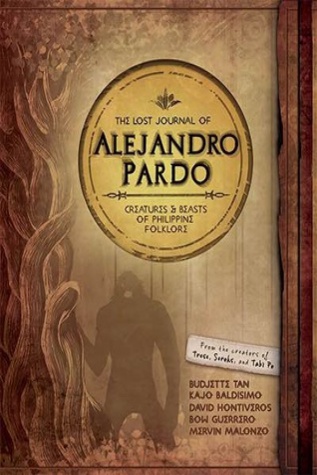 THE LOST JOURNAL OF
ALEJANDRO
PARDO
CREATURES & BEASTS
OF PHILIPPINE
FOLKLORE
From the creators of
Trese, Skyworld, and Tabi Po
BUDJETTE TAN
KAJO BALDISIMO
DAVID HONTIVEROS
BOW GUERRERO
MERVIN MALONZO